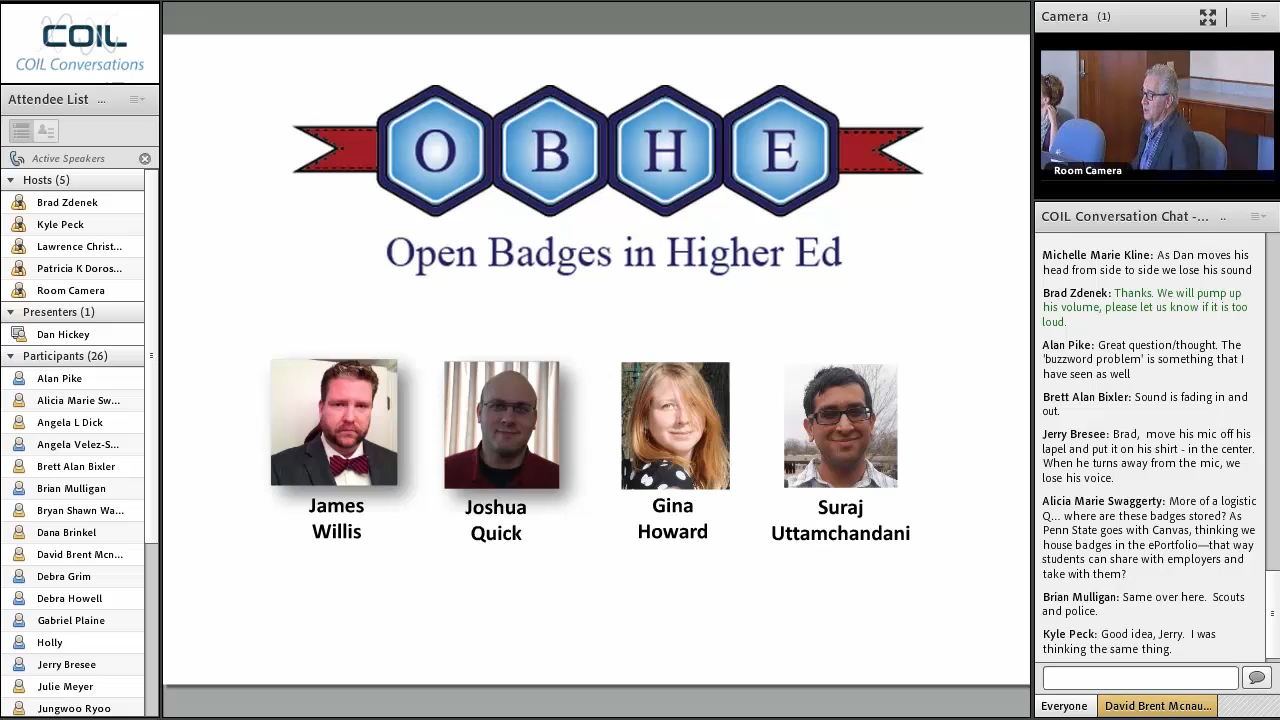 COIL
COIL Conversations
Attendee List ...
Active Speakers
Hosts (5)
Brad Zdenek
Kyle Peck
Lawrence Christ...
Patricia K Doros...
Room Camera
Presenters (1)
Dan Hickey
Participants (26)
Alan Pike
Alicia Marie Sw...
Angela L Dick
Angela Velez-S...
Brett Alan Bixler
Brian Mulligan
Bryan Shawn Wa...
Dana Brinkel
David Brent Mcn...
Debra Grim
Debra Howell
Gabriel Plaine
Holly
Jerry Bresee
Julie Meyer
Jungwoo Ryoo
O B H E
Open Badges in Higher Ed
James
Willis
Joshua
Quick
Gina
Howard
Suraj
Uttamchandani
Camera (1)
Room Camera
COIL Conversation Chat -... ..
Michelle Marie Kline: As Dan moves his
head from side to side we lose his sound
Brad Zdenek: Thanks. We will pump up
his volume, please let us know if it is too
loud.
Alan Pike: Great question/thought. The
'buzzword problem' is something that I
have seen as well
Brett Alan Bixler: Sound is fading in and
out.
Jerry Bresee: Brad, move his mic off his
lapel and put it on his shirt - in the center.
When he turns away from the mic, we
lose his voice.
Alicia Marie Swaggerty: More of a logistic
Q... where are these badges stored? As
Penn State goes with Canvas, thinking we
house badges in the ePortfolio—that way
students can share with employers and
take with them?
Brian Mulligan: Same over here. Scouts
and police.
Kyle Peck: Good idea, Jerry. I was
thinking the same thing.
Everyone
David Brent Mcnau...